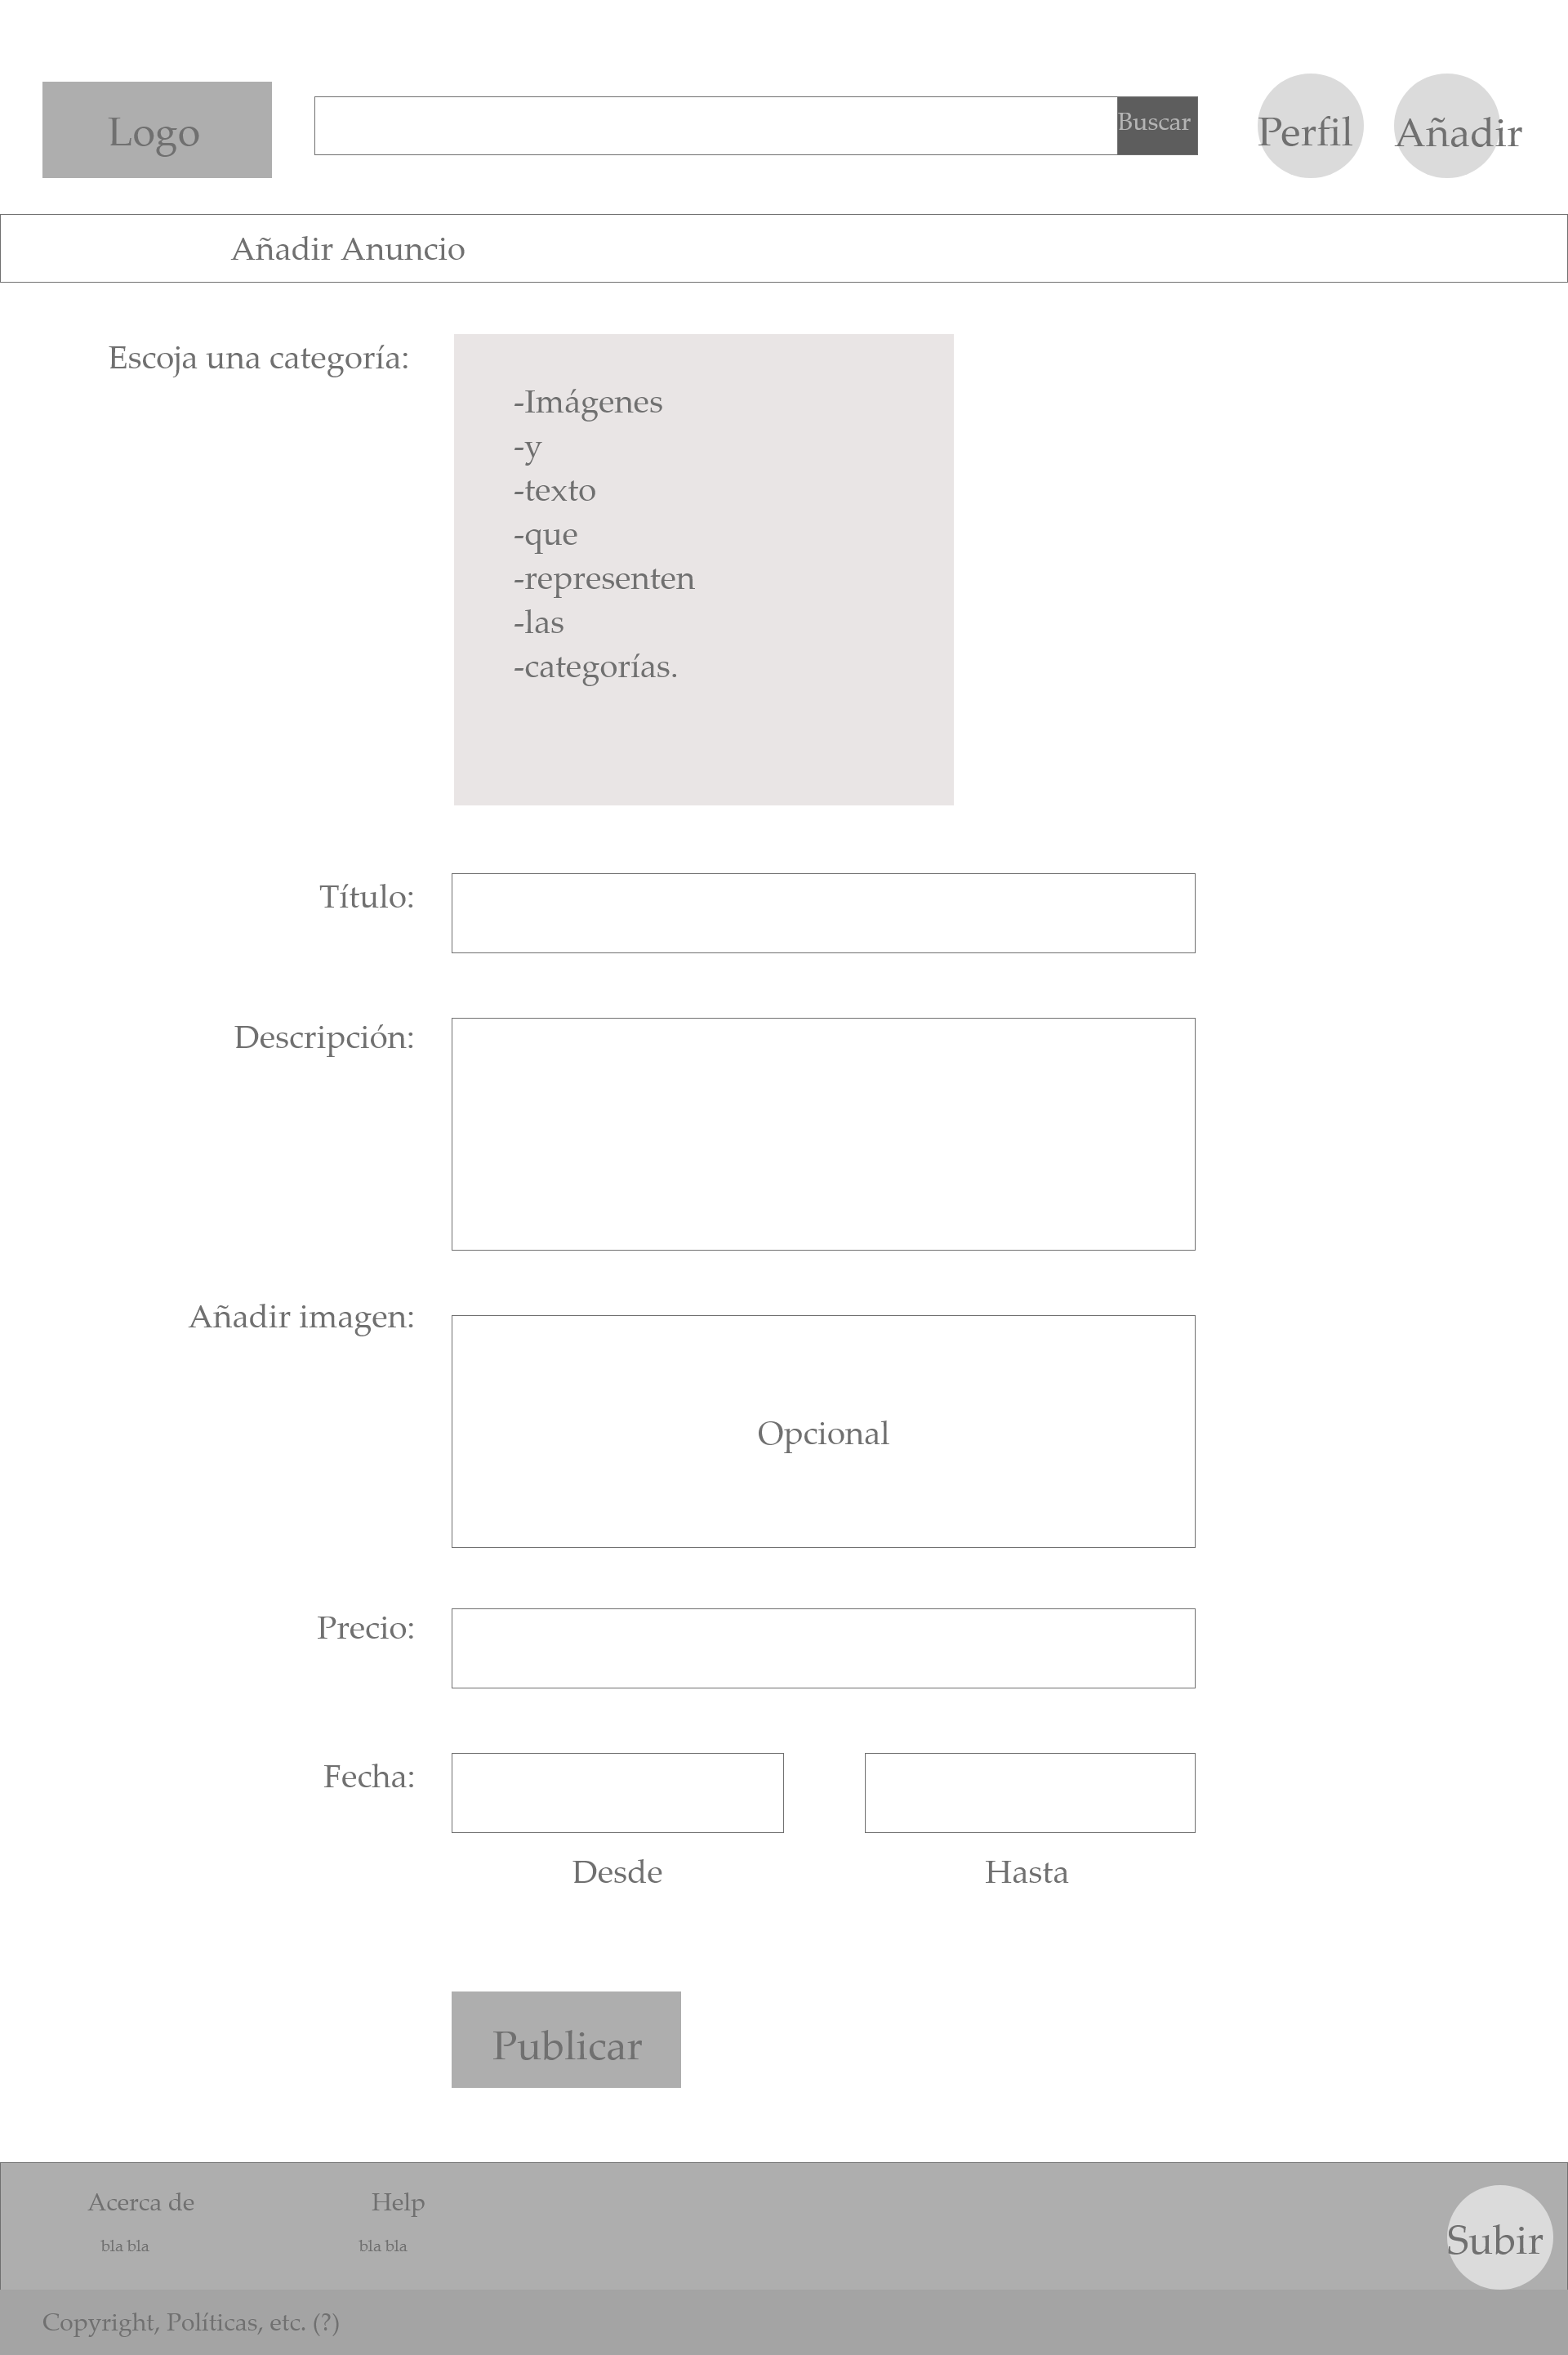 Logo
Buscar
Perfil
Añadir
Añadir Anuncio
Escoja una categoría:
-Imágenes
-y
-texto
-que
-representen
-las
-categorías.
Título:
Descripción:
Añadir imagen:
Opcional
Precio:
Fecha:
Desde
Hasta
Publicar
Acerca de
Help
bla bla
bla bla
Subir
Copyright, Políticas, etc. (?)